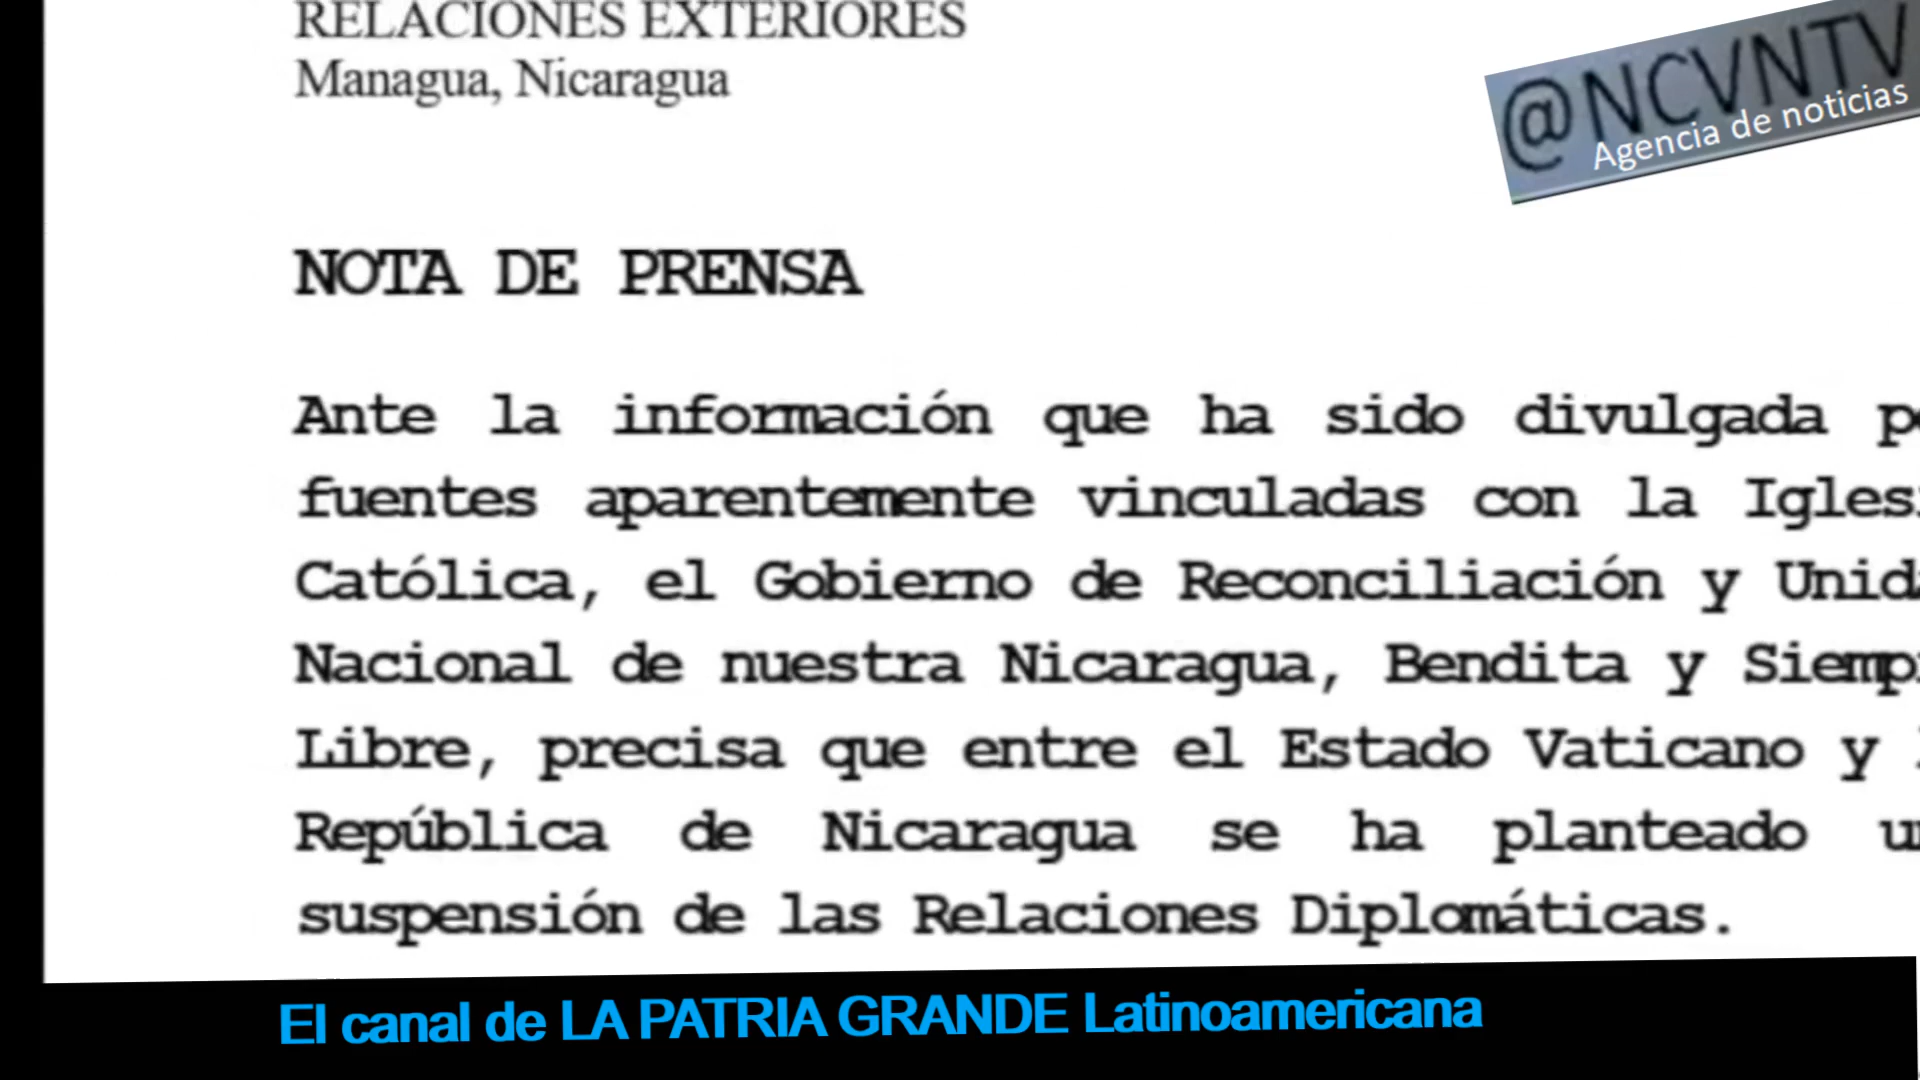 RELACIONES EXTERIORES
Managua, Nicaragua
@NCVNTV
Agencia de noticias
NOTA DE PRENSA
Ante la información que ha sido divulgada
fuentes aparentemente vinculadas con la
Católica, el Gobierno de Reconciliación y
Nacional de nuestra Nicaragua, Bendita y
Libre, precisa que entre el Estado Vaticano y
República de Nicaragua se ha planteado
suspensión de las Relaciones Diplomáticas.
El canal de LA PATRIA GRANDE Latinoamericana